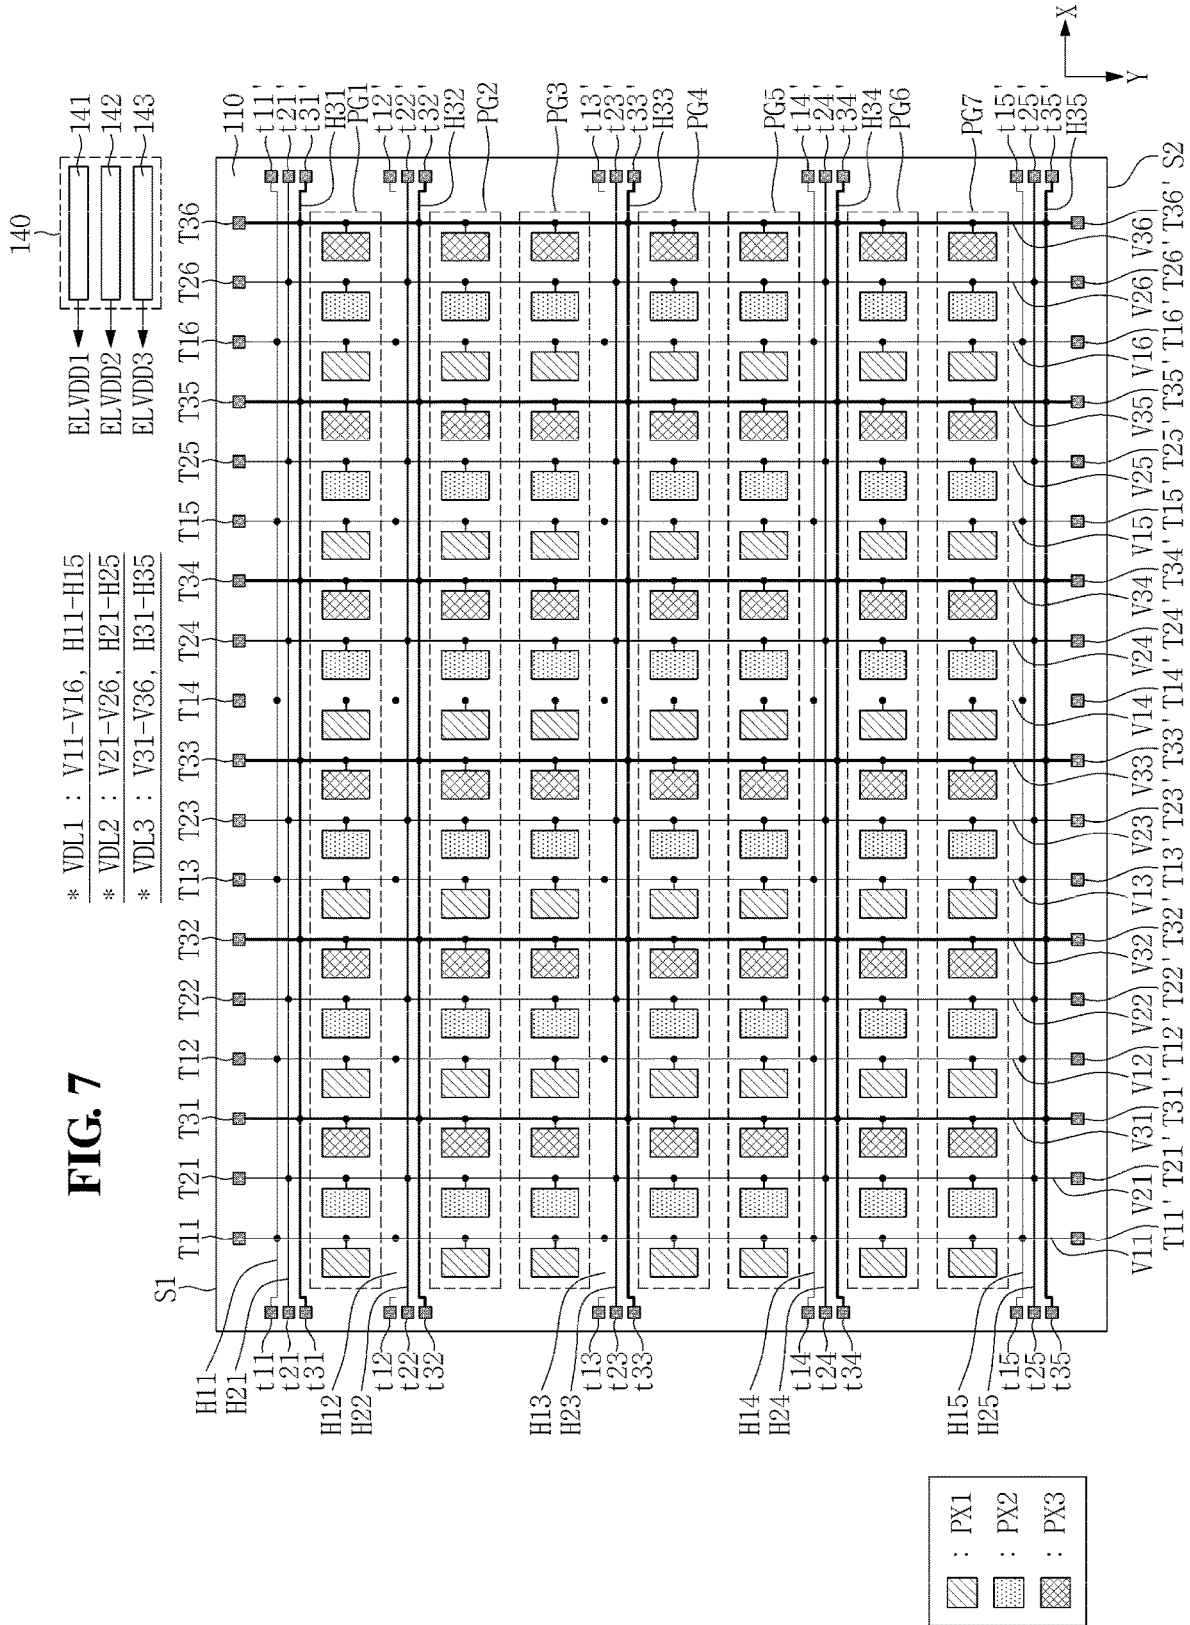 FIG. 7
* VDL1 : V11-V16, H11-H15
* VDL2 : V21-V26, H21-H25
* VDL3 : V31-V36, H31-H35
140
ELVDD1
141
ELVDD2
142
ELVDD3
143
S1
T11
T21
T31
T12
T22
T32
T13
T23
T33
T14
T24
T34
T15
T25
T35
T16
T26
T36
110
H11
H21
t11
t21
t31
H12
H22
t12
t22
t32
H13
H23
t13
t23
t33
H14
H24
t14
t24
t34
H15
H25
t15
t25
t35
t11'
t21'
t31'
H31
PG1
t12'
t22'
t32'
H32
PG2
PG3
t13'
t23'
t33'
H33
PG4
PG5
t14'
t24'
t34'
H34
PG6
PG7
t15'
t25'
t35'
H35
S2
V11
V21
V31
V12
V22
V32
V13
V23
V33
V14
V24
V34
V15
V25
V35
V16
V26
V36
T11'
T21'
T31'
T12'
T22'
T32'
T13'
T23
T33'
T14'
T24'
T34'
T15'
T25'
T35'
T16'
T26'
T36'
X
Y
: PX1
: PX2
: PX3